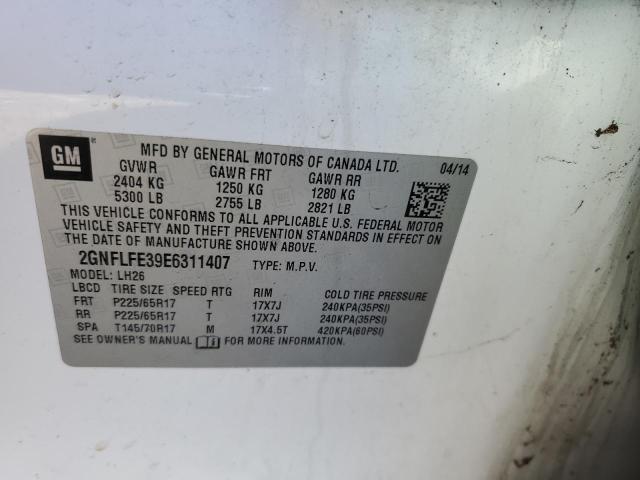 GM
MFD BY GENERAL MOTORS OF CANADA LTD. 04/14
GVWR GAWR FRT GAWR RR
2404 KG 1250 KG 1280 KG
5300 LB 2755 LB 2821 LB
THIS VEHICLE CONFORMS TO ALL APPLICABLE U.S. FEDERAL MOTOR
VEHICLE SAFETY AND THEFT PREVENTION STANDARDS IN EFFECT ON
THE DATE OF MANUFACTURE SHOWN ABOVE.
2GNFLFE39E6311407 TYPE: M.P.V.
MODEL: LH26
LBCD TIRE SIZE SPEED RTG RIM COLD TIRE PRESSURE
FRT P225/65R17 T 17X7J 240KPA(35PSI)
RR P225/65R17 T 17X7J 240KPA(35PSI)
SPA T145/70R17 M 17X4.5T 420KPA(60PSI)
SEE OWNER'S MANUAL FOR MORE INFORMATION